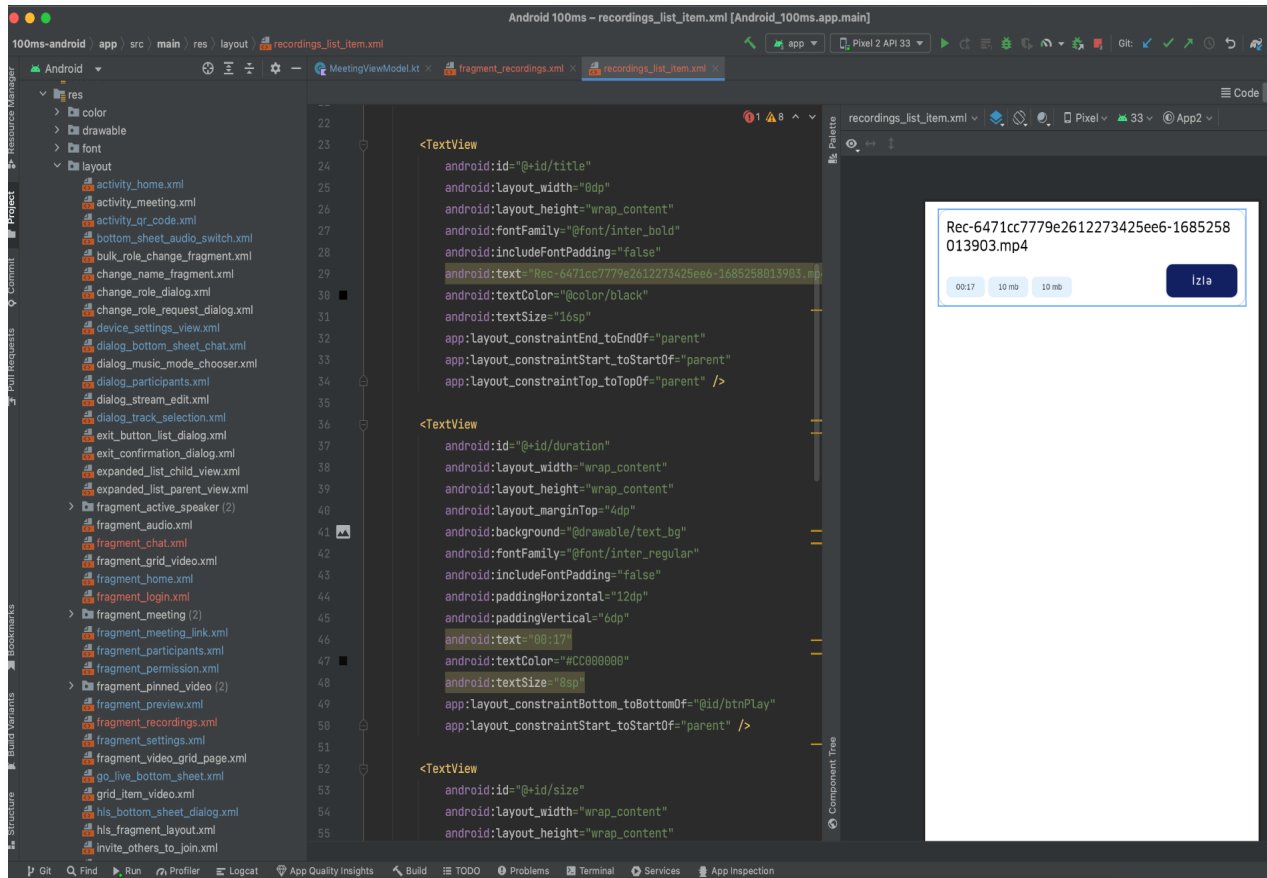 Android 100ms – recordings_list_item.xml [Android_100ms.app.main]
100ms-android app src main res layout recordings_list_item.xml
app Pixel 2 API 33 Git:
Android
MeetingViewModel.kt fragment_recordings.xml recordings_list_item.xml
Code
Resource Manager
Project
Commit
Pull Requests
Bookmarks
Build Variants
Structure
res
color
drawable
font
layout
activity_home.xml
activity_meeting.xml
activity_qr_code.xml
bottom_sheet_audio_switch.xml
bulk_role_change_fragment.xml
change_name_fragment.xml
change_role_dialog.xml
change_role_request_dialog.xml
device_settings_view.xml
dialog_bottom_sheet_chat.xml
dialog_music_mode_chooser.xml
dialog_participants.xml
dialog_stream_edit.xml
dialog_track_selection.xml
exit_button_list_dialog.xml
exit_confirmation_dialog.xml
expanded_list_child_view.xml
expanded_list_parent_view.xml
fragment_active_speaker (2)
fragment_audio.xml
fragment_chat.xml
fragment_grid_video.xml
fragment_home.xml
fragment_login.xml
fragment_meeting (2)
fragment_meeting_link.xml
fragment_participants.xml
fragment_permission.xml
fragment_pinned_video (2)
fragment_preview.xml
fragment_recordings.xml
fragment_settings.xml
fragment_video_grid_page.xml
go_live_bottom_sheet.xml
grid_item_video.xml
hls_bottom_sheet_dialog.xml
hls_fragment_layout.xml
invite_others_to_join.xml
1 8
22
23 <TextView
24 android:id="@+id/title"
25 android:layout_width="0dp"
26 android:layout_height="wrap_content"
27 android:fontFamily="@font/inter_bold"
28 android:includeFontPadding="false"
29 android:text="Rec-6471cc7779e2612273425ee6-1685258013903.mp
30 android:textColor="@color/black"
31 android:textSize="16sp"
32 app:layout_constraintEnd_toEndOf="parent"
33 app:layout_constraintStart_toStartOf="parent"
34 app:layout_constraintTop_toTopOf="parent" />
35
36 <TextView
37 android:id="@+id/duration"
38 android:layout_width="wrap_content"
39 android:layout_height="wrap_content"
40 android:layout_marginTop="4dp"
41 android:background="@drawable/text_bg"
42 android:fontFamily="@font/inter_regular"
43 android:includeFontPadding="false"
44 android:paddingHorizontal="12dp"
45 android:paddingVertical="6dp"
46 android:text="00:17"
47 android:textColor="#CC000000"
48 android:textSize="8sp"
49 app:layout_constraintBottom_toBottomOf="@id/btnPlay"
50 app:layout_constraintStart_toStartOf="parent" />
51
52 <TextView
53 android:id="@+id/size"
54 android:layout_width="wrap_content"
55 android:layout_height="wrap_content"
Palette
Component Tree
recordings_list_item.xml Pixel 33 App2
Rec-6471cc7779e2612273425ee6-1685258
013903.mp4
00:17 10 mb 10 mb
İzlə
Git Find Run Profiler Logcat App Quality Insights Build TODO Problems Terminal Services App Inspection